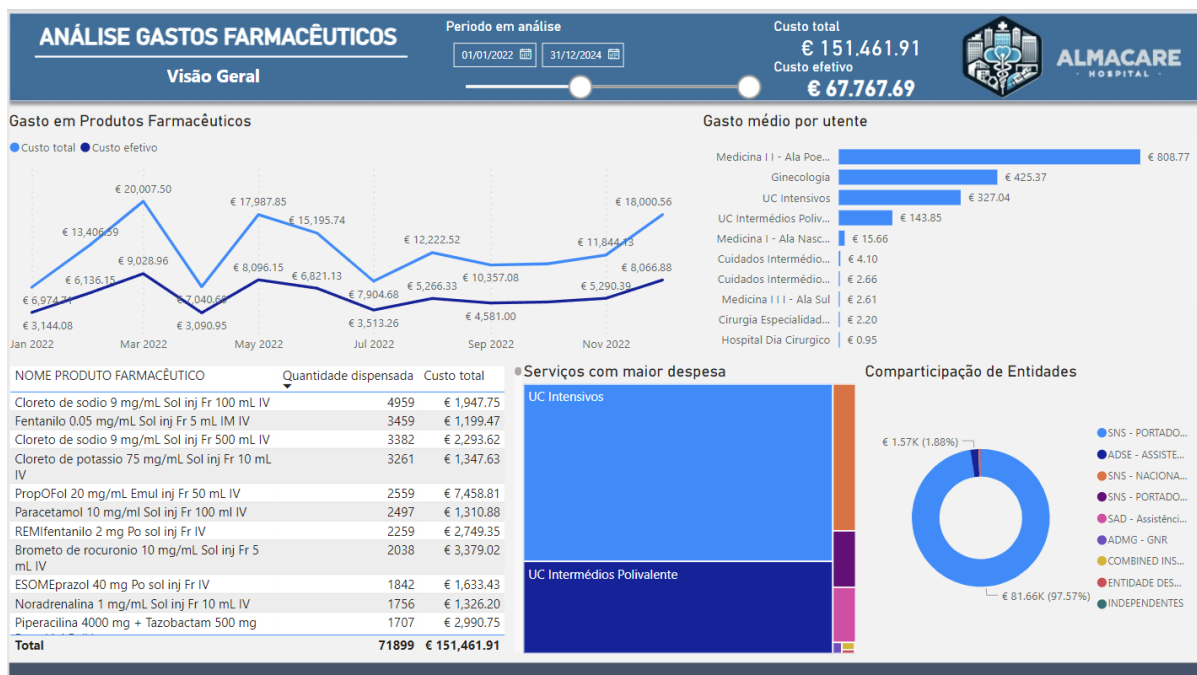 ANÁLISE GASTOS FARMACÊUTICOS
Visão Geral
Periodo em análise
01/01/2022
31/12/2024
Custo total
€ 151,461.91
Custo efetivo
€ 67.767.69
ALMACARE
· HOSPITAL ·
Gasto em Produtos Farmacêuticos
Custo total Custo efetivo
€ 20,007.50
€ 17,987.85
€ 18,000.56
€ 13,406.59
€ 15,195.74
€ 12,222.52
€ 11,844.13
€ 9,028.96
€ 8,096.15
€ 8,066.88
€ 6,136.15
€ 6,821.13
€ 10,357.08
€ 7,904.68
€ 5,266.33
€ 5,290.39
€ 6,974.71
€ 7,040.66
€ 3,144.08
€ 3,090.95
€ 3,513.26
€ 4,581.00
Jan 2022 Mar 2022 May 2022 Jul 2022 Sep 2022 Nov 2022
Gasto médio por utente
Medicina I I - Ala Poe... € 808.77
Ginecologia € 425.37
UC Intensivos € 327.04
UC Intermédios Poliv... € 143.85
Medicina I - Ala Nasc... € 15.66
Cuidados Intermédio... € 4.10
Cuidados Intermédio... € 2.66
Medicina I I I - Ala Sul € 2.61
Cirurgia Especialidad... € 2.20
Hospital Dia Cirurgico € 0.95
NOME PRODUTO FARMACÊUTICO Quantidade dispensada Custo total
Cloreto de sodio 9 mg/mL Sol inj Fr 100 mL IV 4959 € 1,947.75
Fentanilo 0.05 mg/mL Sol inj Fr 5 mL IM IV 3459 € 1,199.47
Cloreto de sodio 9 mg/mL Sol inj Fr 500 mL IV 3382 € 2,293.62
Cloreto de potassio 75 mg/mL Sol inj Fr 10 mL 3261 € 1,347.63
IV
PropOFol 20 mg/mL Emul inj Fr 50 mL IV 2559 € 7,458.81
Paracetamol 10 mg/ml Sol inj Fr 100 ml IV 2497 € 1,310.88
REMIfentanilo 2 mg Po sol inj Fr IV 2259 € 2,749.35
Brometo de rocuronio 10 mg/mL Sol inj Fr 5 2038 € 3,379.02
mL IV
ESOMEprazol 40 mg Po sol inj Fr IV 1842 € 1,633.43
Noradrenalina 1 mg/mL Sol inj Fr 10 mL IV 1756 € 1,326.20
Piperacilina 4000 mg + Tazobactam 500 mg 1707 € 2,990.75
Total 71899 € 151,461.91
Serviços com maior despesa
UC Intensivos
UC Intermédios Polivalente
Comparticipação de Entidades
€ 1.57K (1.88%)
€ 81.66K (97.57%)
SNS - PORTADO...
ADSE - ASSISTE...
SNS - NACIONA...
SNS - PORTADO...
SAD - Assistênci...
ADMG - GNR
COMBINED INS...
ENTIDADE DES...
INDEPENDENTES